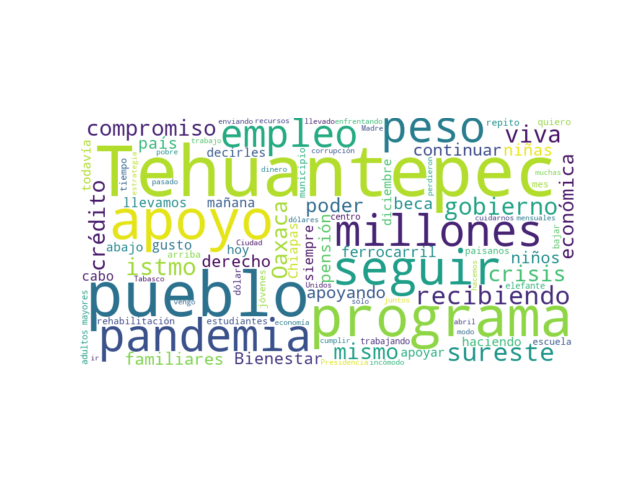 compromiso empleo peso repito quiero
enviando recursos llevado enfrentando
trabajo Madre
país decirles continuar viva niñas
todavía estrategia Tehuantepec económica
pobre corrupción perdieron muchas
tiempo municipio diciembre
pasado dinero mes
llevamos mañana Oaxaca poder beca gobierno
apoyo dólares centro cuidarnos mensuales
crédito Chiapas siempre pensión millones bajar
abajo gusto hoy ferrocarril paisanos niños
arriba Ciudad
istmo derecho seguir crisis
cabo Tabasco dólar jóvenes Unidos apoyando recibiendo elefante
pueblo vengo solo juntos programa
rehabilitación estudiantes economía abril modo
adultos mayores pandemia cumplir trabajando haciendo escuela
ir familiares Bienestar mismo apoyar sureste
Presidencia incómodo